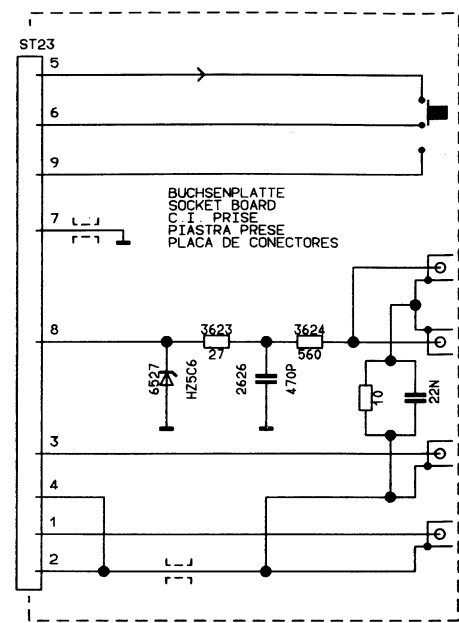 ST23
5
6
9
BUCHSENPLATTE
SOCKET BOARD
C.I. PRISE
PIASTRA PRESE
PLACA DE CONECTORES
7
8
3623
27
3624
560
6527
HZ5C6
2626
470P
10
22N
3
4
1
2